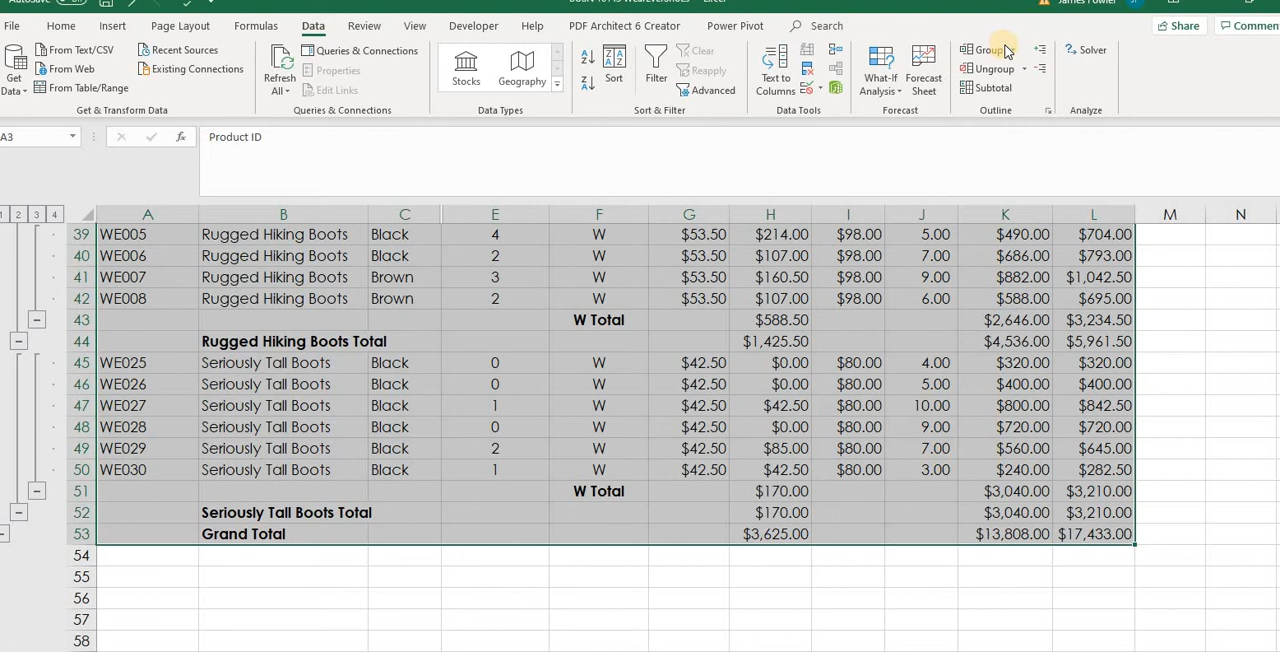 File Home Insert Page Layout Formulas Data Review View Developer Help PDF Architect 6 Creator Power Pivot Search Share
From Text/CSV Recent Sources Queries & Connections Clear Group Solver
From Web Existing Connections Properties Reapply Ungroup
From Table/Range Edit Links Advanced Subtotal
Get Data Refresh All Stocks Geography Sort Filter Text to Columns What-If Analysis Forecast Sheet
Get & Transform Data Queries & Connections Data Types Sort & Filter Data Tools Forecast Outline Analyze
A3 fx Product ID
1 2 3 4 A B C E F G H I J K L M N
39 WE005 Rugged Hiking Boots Black 4 W $53.50 $214.00 $98.00 5.00 $490.00 $704.00
40 WE006 Rugged Hiking Boots Black 2 W $53.50 $107.00 $98.00 7.00 $686.00 $793.00
41 WE007 Rugged Hiking Boots Brown 3 W $53.50 $160.50 $98.00 9.00 $882.00 $1,042.50
42 WE008 Rugged Hiking Boots Brown 2 W $53.50 $107.00 $98.00 6.00 $588.00 $695.00
43 W Total $588.50 $2,646.00 $3,234.50
44 Rugged Hiking Boots Total $1,425.50 $4,536.00 $5,961.50
45 WE025 Seriously Tall Boots Black 0 W $42.50 $0.00 $80.00 4.00 $320.00 $320.00
46 WE026 Seriously Tall Boots Black 0 W $42.50 $0.00 $80.00 5.00 $400.00 $400.00
47 WE027 Seriously Tall Boots Black 1 W $42.50 $42.50 $80.00 10.00 $800.00 $842.50
48 WE028 Seriously Tall Boots Black 0 W $42.50 $0.00 $80.00 9.00 $720.00 $720.00
49 WE029 Seriously Tall Boots Black 2 W $42.50 $85.00 $80.00 7.00 $560.00 $645.00
50 WE030 Seriously Tall Boots Black 1 W $42.50 $42.50 $80.00 3.00 $240.00 $282.50
51 W Total $170.00 $3,040.00 $3,210.00
52 Seriously Tall Boots Total $170.00 $3,040.00 $3,210.00
53 Grand Total $3,625.00 $13,808.00 $17,433.00
54
55
56
57
58